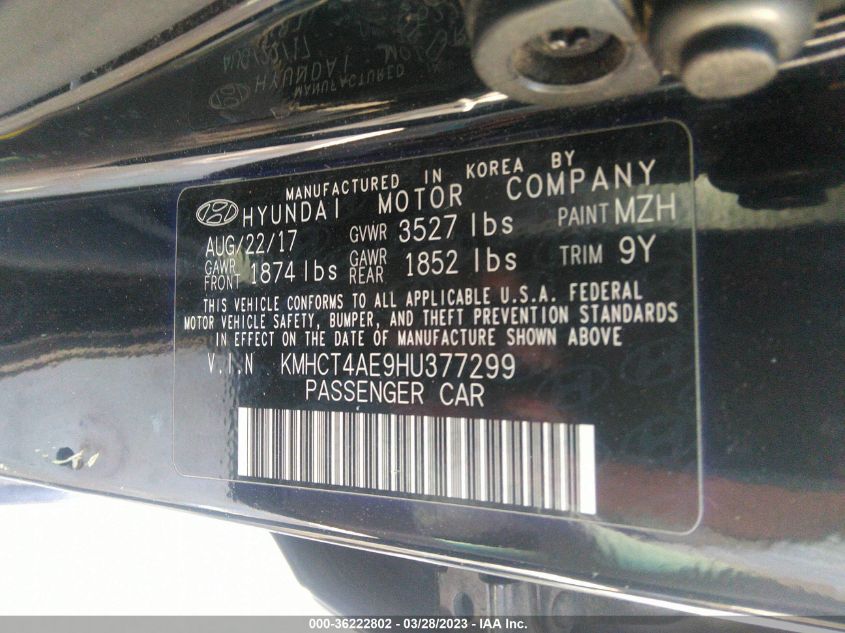 MANUFACTURED IN KOREA BY
HYUNDAI MOTOR COMPANY
AUG/22/17 GVWR 3527 lbs PAINT MZH
GAWR FRONT 1874 lbs GAWR REAR 1852 lbs TRIM 9Y
THIS VEHICLE CONFORMS TO ALL APPLICABLE U.S.A. FEDERAL
MOTOR VEHICLE SAFETY, BUMPER, AND THEFT PREVENTION STANDARDS
IN EFFECT ON THE DATE OF MANUFACTURE SHOWN ABOVE
V.I.N KMHCT4AE9HU377299
PASSENGER CAR
000-36222802 - 03/28/2023 - IAA Inc.